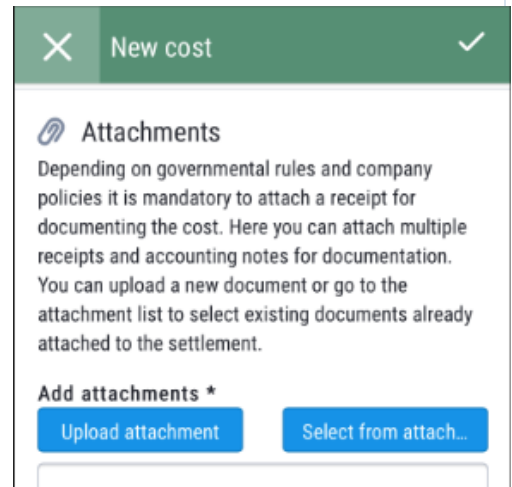 New cost
Attachments
Depending on governmental rules and company
policies it is mandatory to attach a receipt for
documenting the cost. Here you can attach multiple
receipts and accounting notes for documentation.
You can upload a new document or go to the
attachment list to select existing documents already
attached to the settlement.
Add attachments *
Upload attachment
Select from attach...